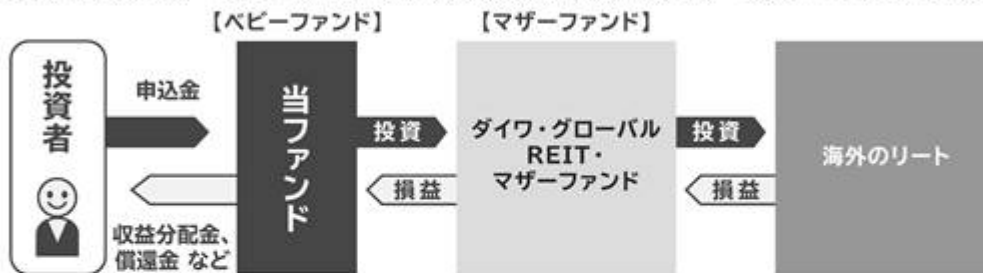 【ベビーファンド】
【マザーファンド】
投資者
申込金
収益分配金、
償還金 など
当ファンド
投資
損益
ダイワ・グローバル
REIT・
マザーファンド
投資
損益
海外のリート